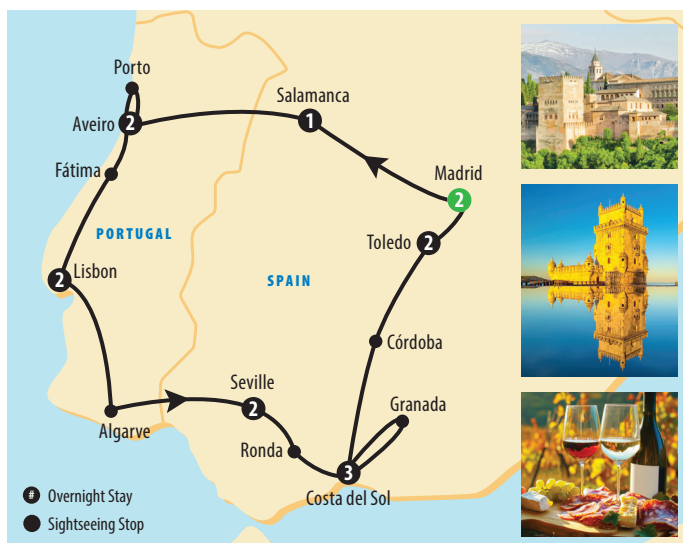 Porto
Salamanca
1
Aveiro
2
Madrid
2
Fátima
PORTUGAL
Toledo
2
Lisbon
2
SPAIN
Córdoba
Seville
2
Granada
Algarve
Ronda
3
Costa del Sol
# Overnight Stay
Sightseeing Stop